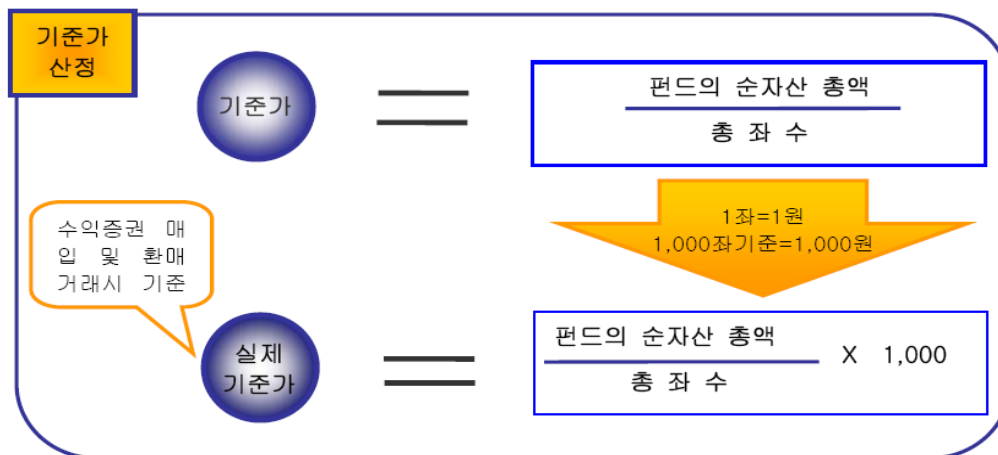 기준가
산정
기준가
펀드의 순자산 총액
총 좌 수
1좌=1원
1,000좌기준=1,000원
수익증권 매
입 및 환매
거래시 기준
실제
기준가
펀드의 순자산 총액
총 좌 수
X 1,000